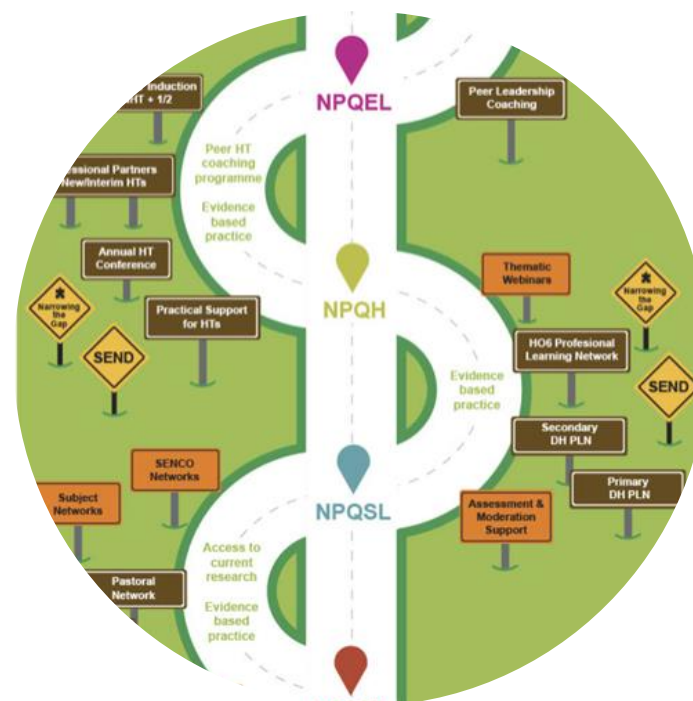 Induction
HT + 1/2
NPQEL
Peer Leadership
Coaching
Peer HT
coaching
programme
Evidence
based
practice
Partners
New/Interim HTs
Annual HT
Conference
Narrowing
the
Gap
Practical Support
for HTs
SEND
NPQH
Thematic
Webinars
Narrowing
the
Gap
HO6 Profesional
Learning Network
SEND
Evidence
based
practice
Secondary
DH PLN
Primary
DH PLN
SENCO
Networks
Subject
Networks
NPQSL
Assessment &
Moderation
Support
Access to
current
research
Evidence
based
practice
Pastoral
Network